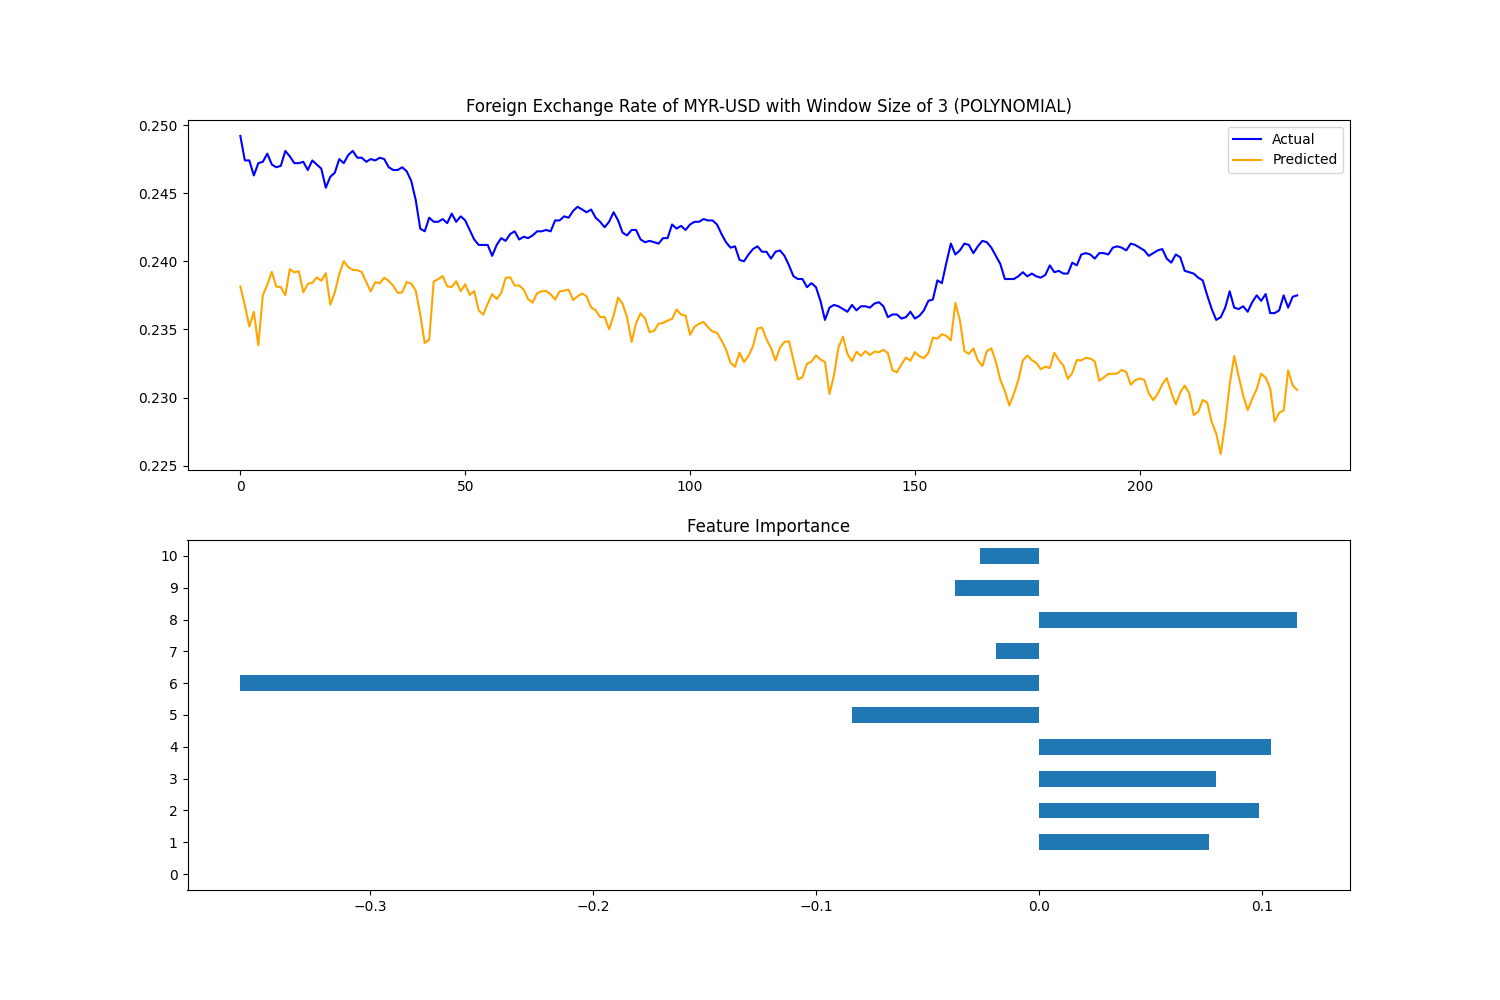 Foreign Exchange Rate of MYR-USD with Window Size of 3 (POLYNOMIAL)
0.250
0.245
0.240
0.235
0.230
0.225
Actual
Predicted
0 50 100 150 200
Feature Importance
10
9
8
7
6
5
4
3
2
1
0
−0.3 −0.2 −0.1 0.0 0.1